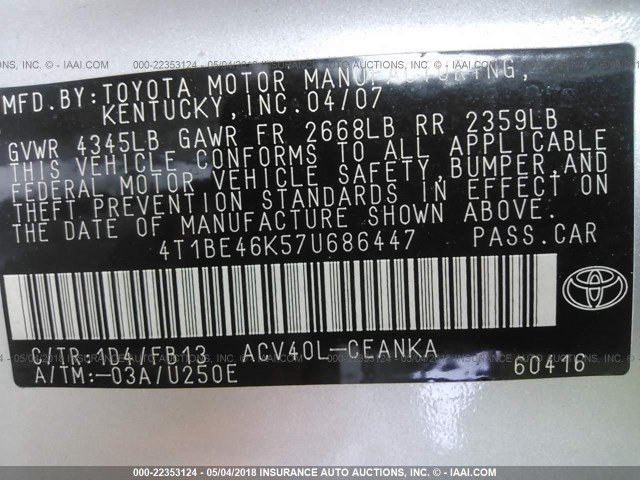 MFD. BY: TOYOTA MOTOR MANUFACTURING,
KENTUCKY, INC. 04/07
GVWR 4345LB GAWR FR 2668LB RR 2359LB
THIS VEHICLE CONFORMS TO ALL APPLICABLE
FEDERAL MOTOR VEHICLE SAFETY, BUMPER, AND
THEFT PREVENTION STANDARDS IN EFFECT ON
THE DATE OF MANUFACTURE SHOWN ABOVE.
4T1BE46K57U686447 PASS. CAR
C/TR: 1D4/FB13 ACV40L-CEANKA
A/TM: -03A/U250E 60416
000-22353124 - 05/04/2018 INSURANCE AUTO AUCTIONS, INC. - © IAAI.COM